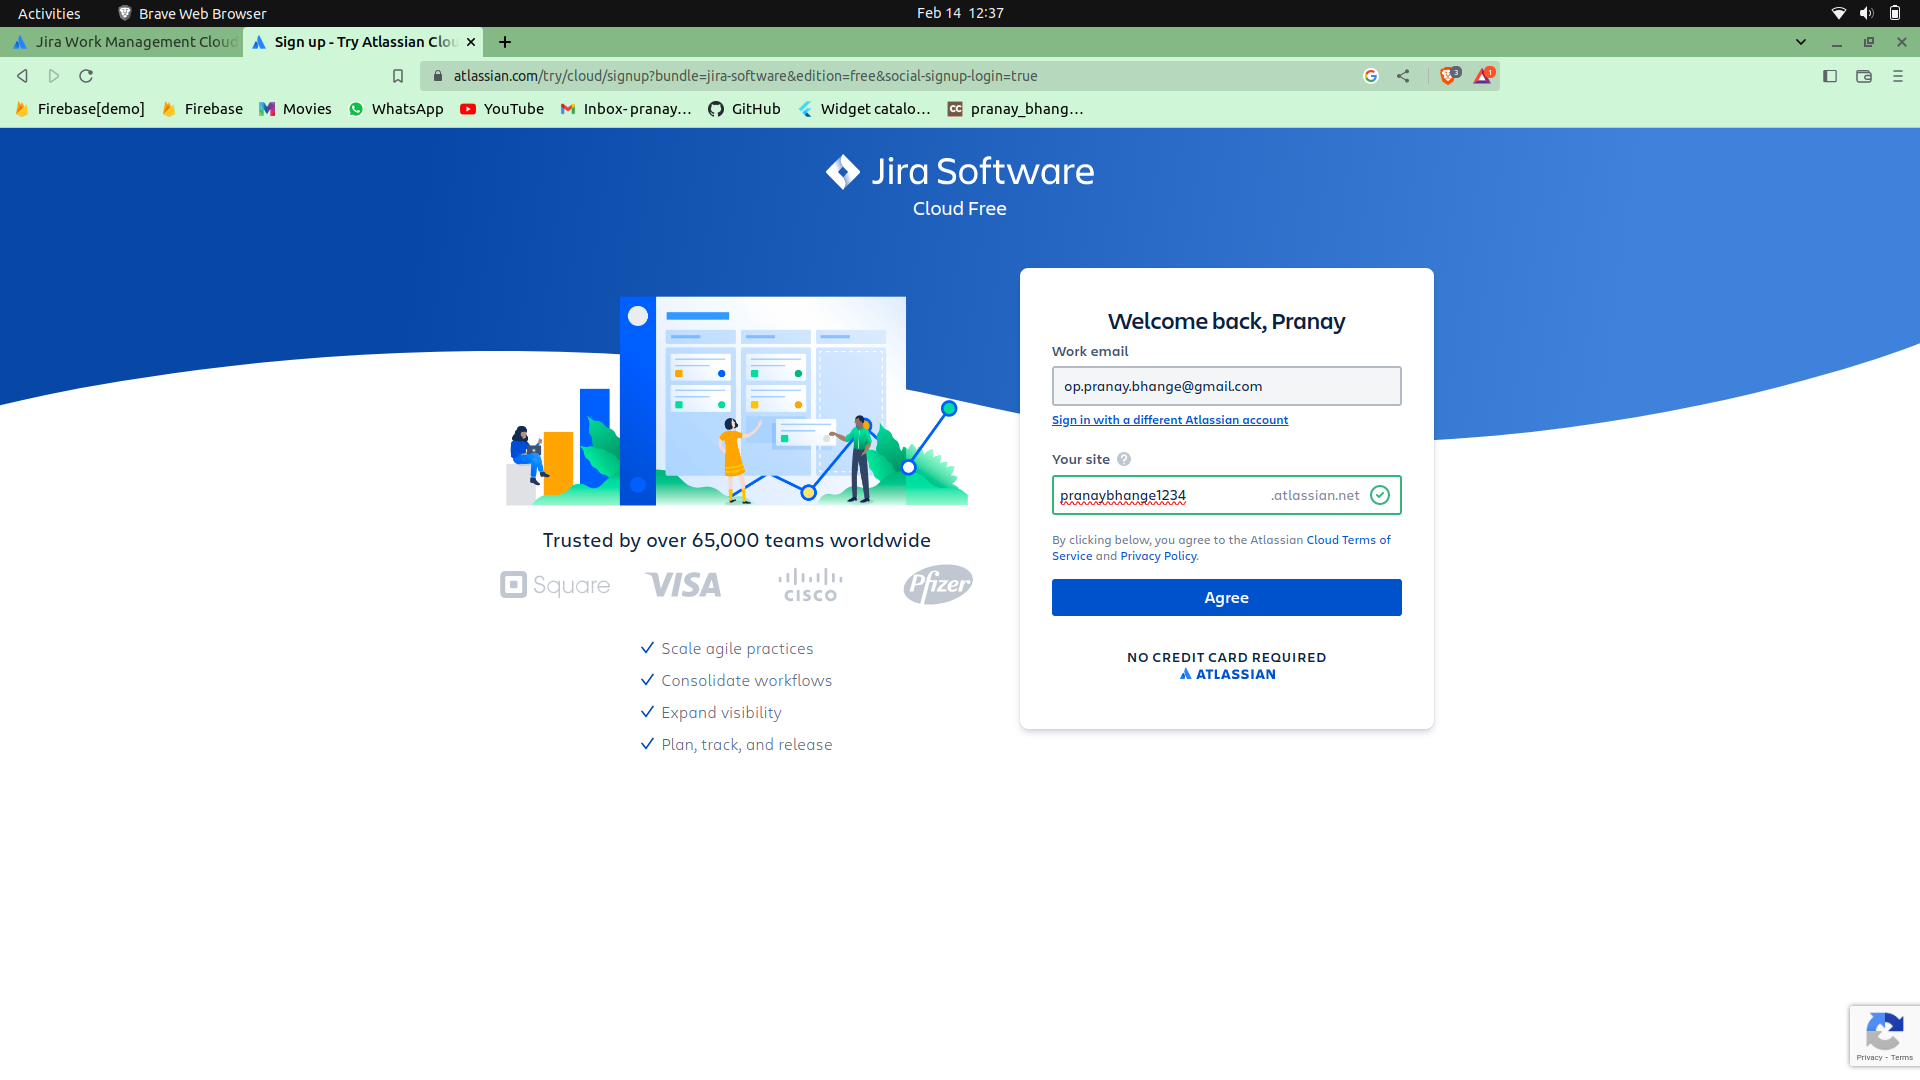 Activities
Brave Web Browser
Feb 14 12:37
Jira Work Management Cloud
Sign up - Try Atlassian Clou
atlassian.com/try/cloud/signup?bundle=jira-software&edition=free&social-signup-login=true
3
1
Firebase[demo]
Firebase
Movies
WhatsApp
YouTube
Inbox- pranay...
GitHub
Widget catalo...
CC
pranay_bhang...
Jira Software
Cloud Free
Trusted by over 65,000 teams worldwide
Square
VISA
CISCO
Pfizer
Scale agile practices
Consolidate workflows
Expand visibility
Plan, track, and release
Welcome back, Pranay
Work email
op.pranay.bhange@gmail.com
Sign in with a different Atlassian account
Your site ?
pranaybhange1234 .atlassian.net
By clicking below, you agree to the Atlassian Cloud Terms of
Service and Privacy Policy.
Agree
NO CREDIT CARD REQUIRED
ATLASSIAN
Privacy - Terms